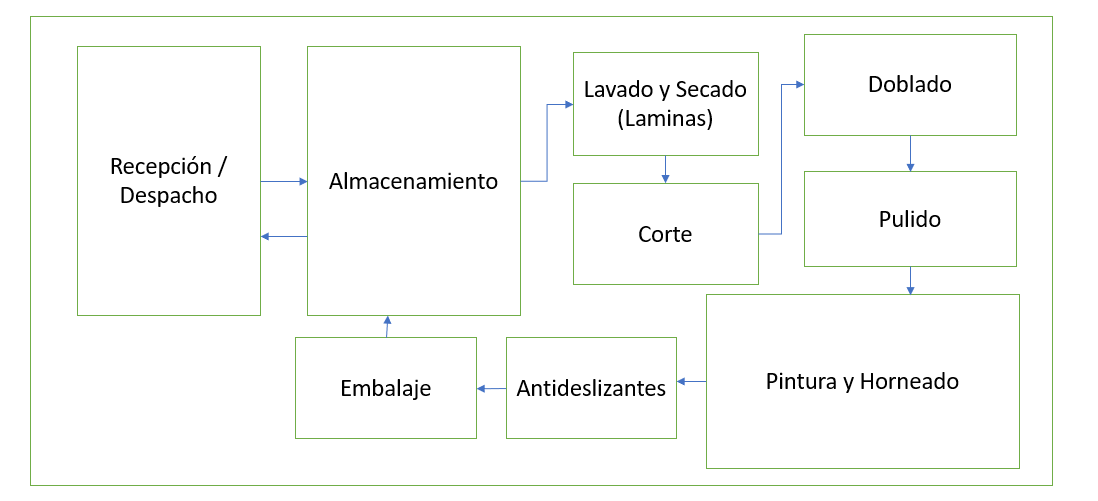 Recepción /
Despacho
Almacenamiento
Lavado y Secado
(Laminas)
Corte
Doblado
Pulido
Pintura y Horneado
Antideslizantes
Embalaje